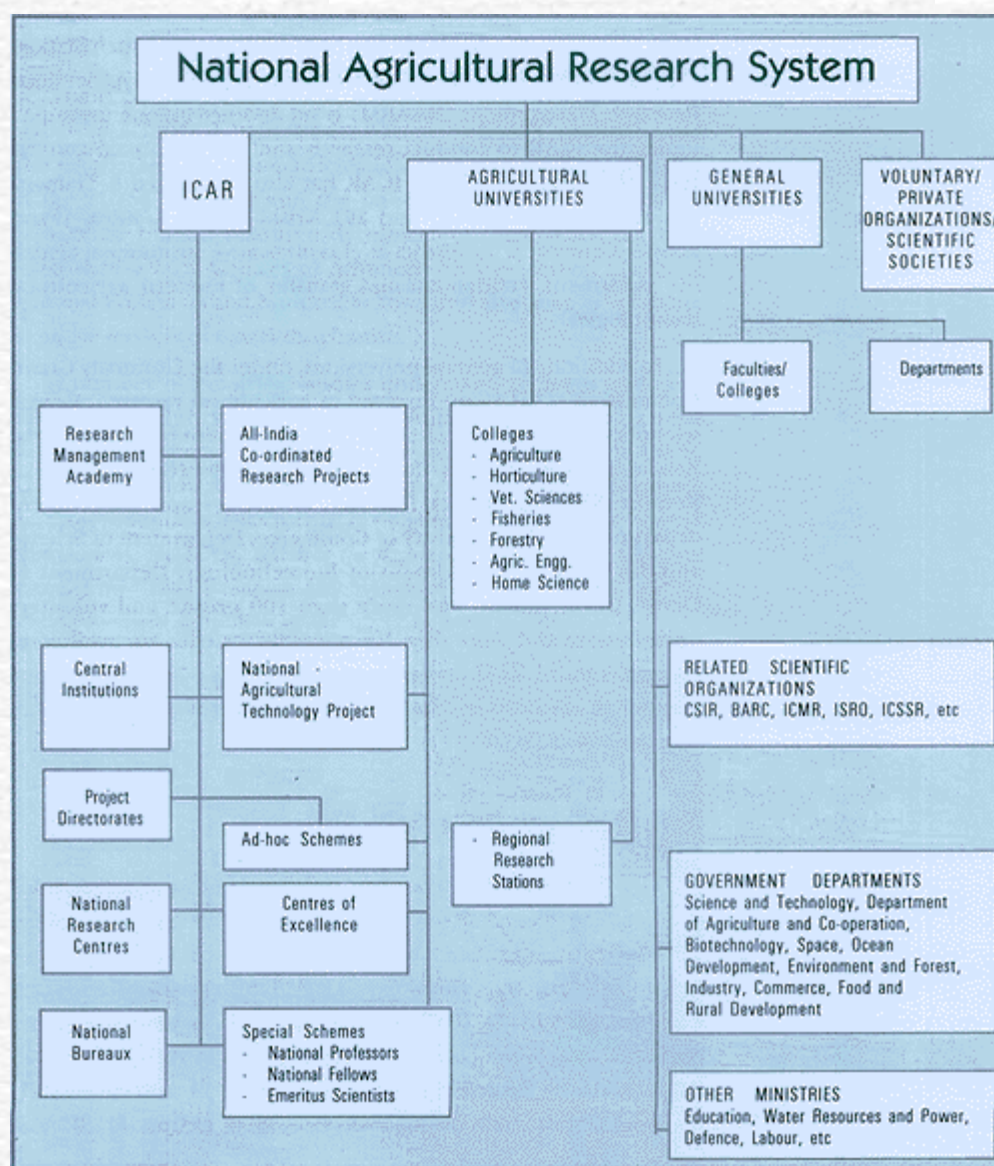 National Agricultural Research System
ICAR
AGRICULTURAL
UNIVERSITIES
GENERAL
UNIVERSITIES
VOLUNTARY/
PRIVATE
ORGANIZATIONS/
SCIENTIFIC
SOCIETIES
Faculties/
Colleges
Departments
Research
Management
Academy
All-India
Co-ordinated
Research Projects
Colleges
- Agriculture
- Horticulture
- Vet. Sciences
- Fisheries
- Forestry
- Agric. Engg.
- Home Science
Central
Institutions
National -
Agricultural
Technology Project
RELATED SCIENTIFIC
ORGANIZATIONS
CSIR, BARC, ICMR, ISRO, ICSSR, etc
Project
Directorates
Ad-hoc Schemes
- Regional
Research
Stations
National
Research
Centres
Centres of
Excellence
GOVERNMENT DEPARTMENTS
Science and Technology, Department
of Agriculture and Co-operation,
Biotechnology, Space, Ocean
Development, Environment and Forest,
Industry, Commerce, Food and
Rural Development
National
Bureaux
Special Schemes
- National Professors
- National Fellows
- Emeritus Scientists
OTHER MINISTRIES
Education, Water Resources and Power,
Defence, Labour, etc